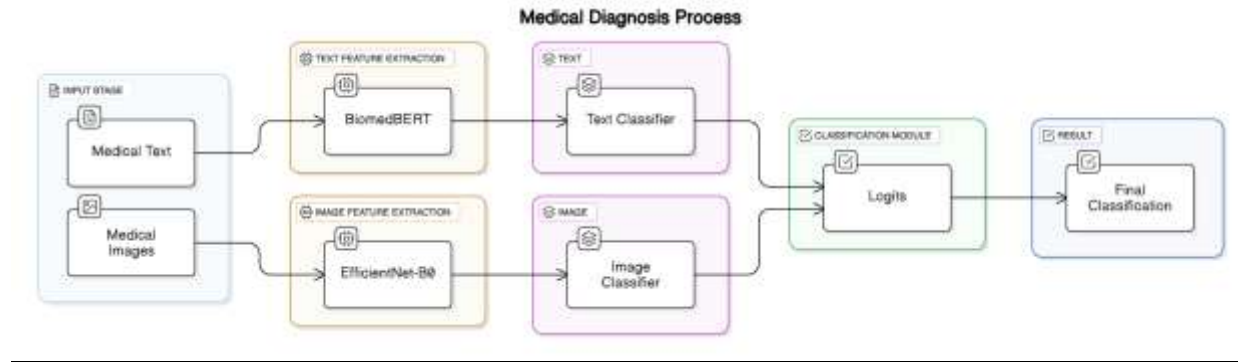 Medical Diagnosis Process
INPUT STAGE
Medical Text
Medical
Images
TEXT FEATURE EXTRACTION
BiomedBERT
IMAGE FEATURE EXTRACTION
EfficientNet-B0
TEXT
Text Classifier
IMAGE
Image
Classifier
CLASSIFICATION MODULE
Logits
RESULT
Final
Classification